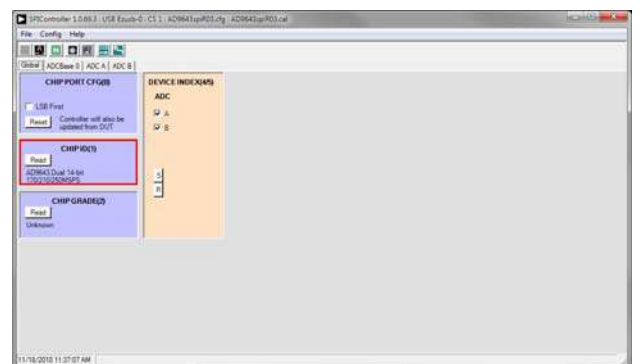 SPIController 1.0.69.3 : USB Ezusb-0 : CS 1 : AD9643spiR03.cfg : AD9643spiR03.cal
File Config Help
Global ADCBase 0 ADC A ADC B
CHIP PORT CFG(0)
LSB First
Reset
Controller will also be
updated from DUT
CHIP ID(1)
Read
AD9643 Dual 14-bit
170/210/250MSPS
CHIP GRADE(2)
Read
Unknown
DEVICE INDEX(4/5)
ADC
A
B
S
R
11/18/2010 11:37:07 AM